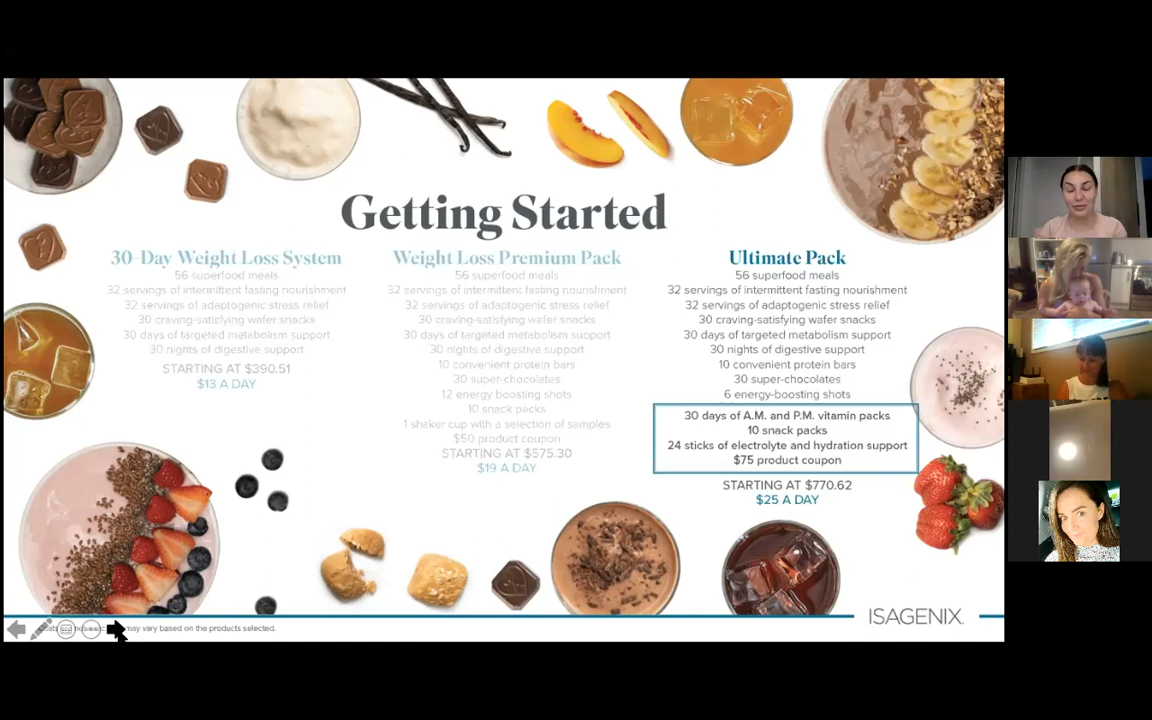 Getting Started
30-Day Weight Loss System
56 superfood meals
32 servings of intermittent fasting nourishment
32 servings of adaptogenic stress relief
30 craving-satisfying wafer snacks
30 days of targeted metabolism support
30 nights of digestive support
STARTING AT $390.51
$13 A DAY
Weight Loss Premium Pack
56 superfood meals
32 servings of intermittent fasting nourishment
32 servings of adaptogenic stress relief
30 craving-satisfying wafer snacks
30 days of targeted metabolism support
30 nights of digestive support
10 convenient protein bars
30 super-chocolates
12 energy boosting shots
10 snack packs
1 shaker cup with a selection of samples
$50 product coupon
STARTING AT $575.30
$19 A DAY
Ultimate Pack
56 superfood meals
32 servings of intermittent fasting nourishment
32 servings of adaptogenic stress relief
30 craving-satisfying wafer snacks
30 days of targeted metabolism support
30 nights of digestive support
10 convenient protein bars
30 super-chocolates
6 energy-boosting shots
30 days of A.M. and P.M. vitamin packs
10 snack packs
24 sticks of electrolyte and hydration support
$75 product coupon
STARTING AT $770.62
$25 A DAY
ISAGENIX.
may vary based on the products selected.